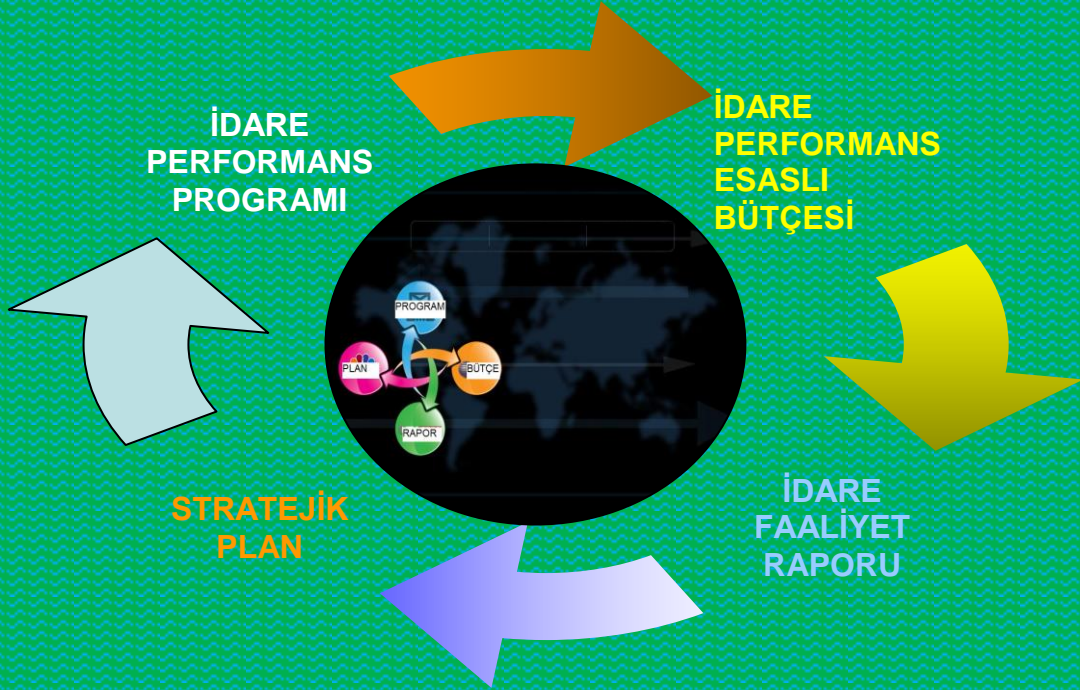 İDARE
PERFORMANS
PROGRAMI
İDARE
PERFORMANS
ESASLI
BÜTÇESİ
PROGRAM
PLAN
BÜTÇE
RAPOR
STRATEJİK
PLAN
İDARE
FAALİYET
RAPORU